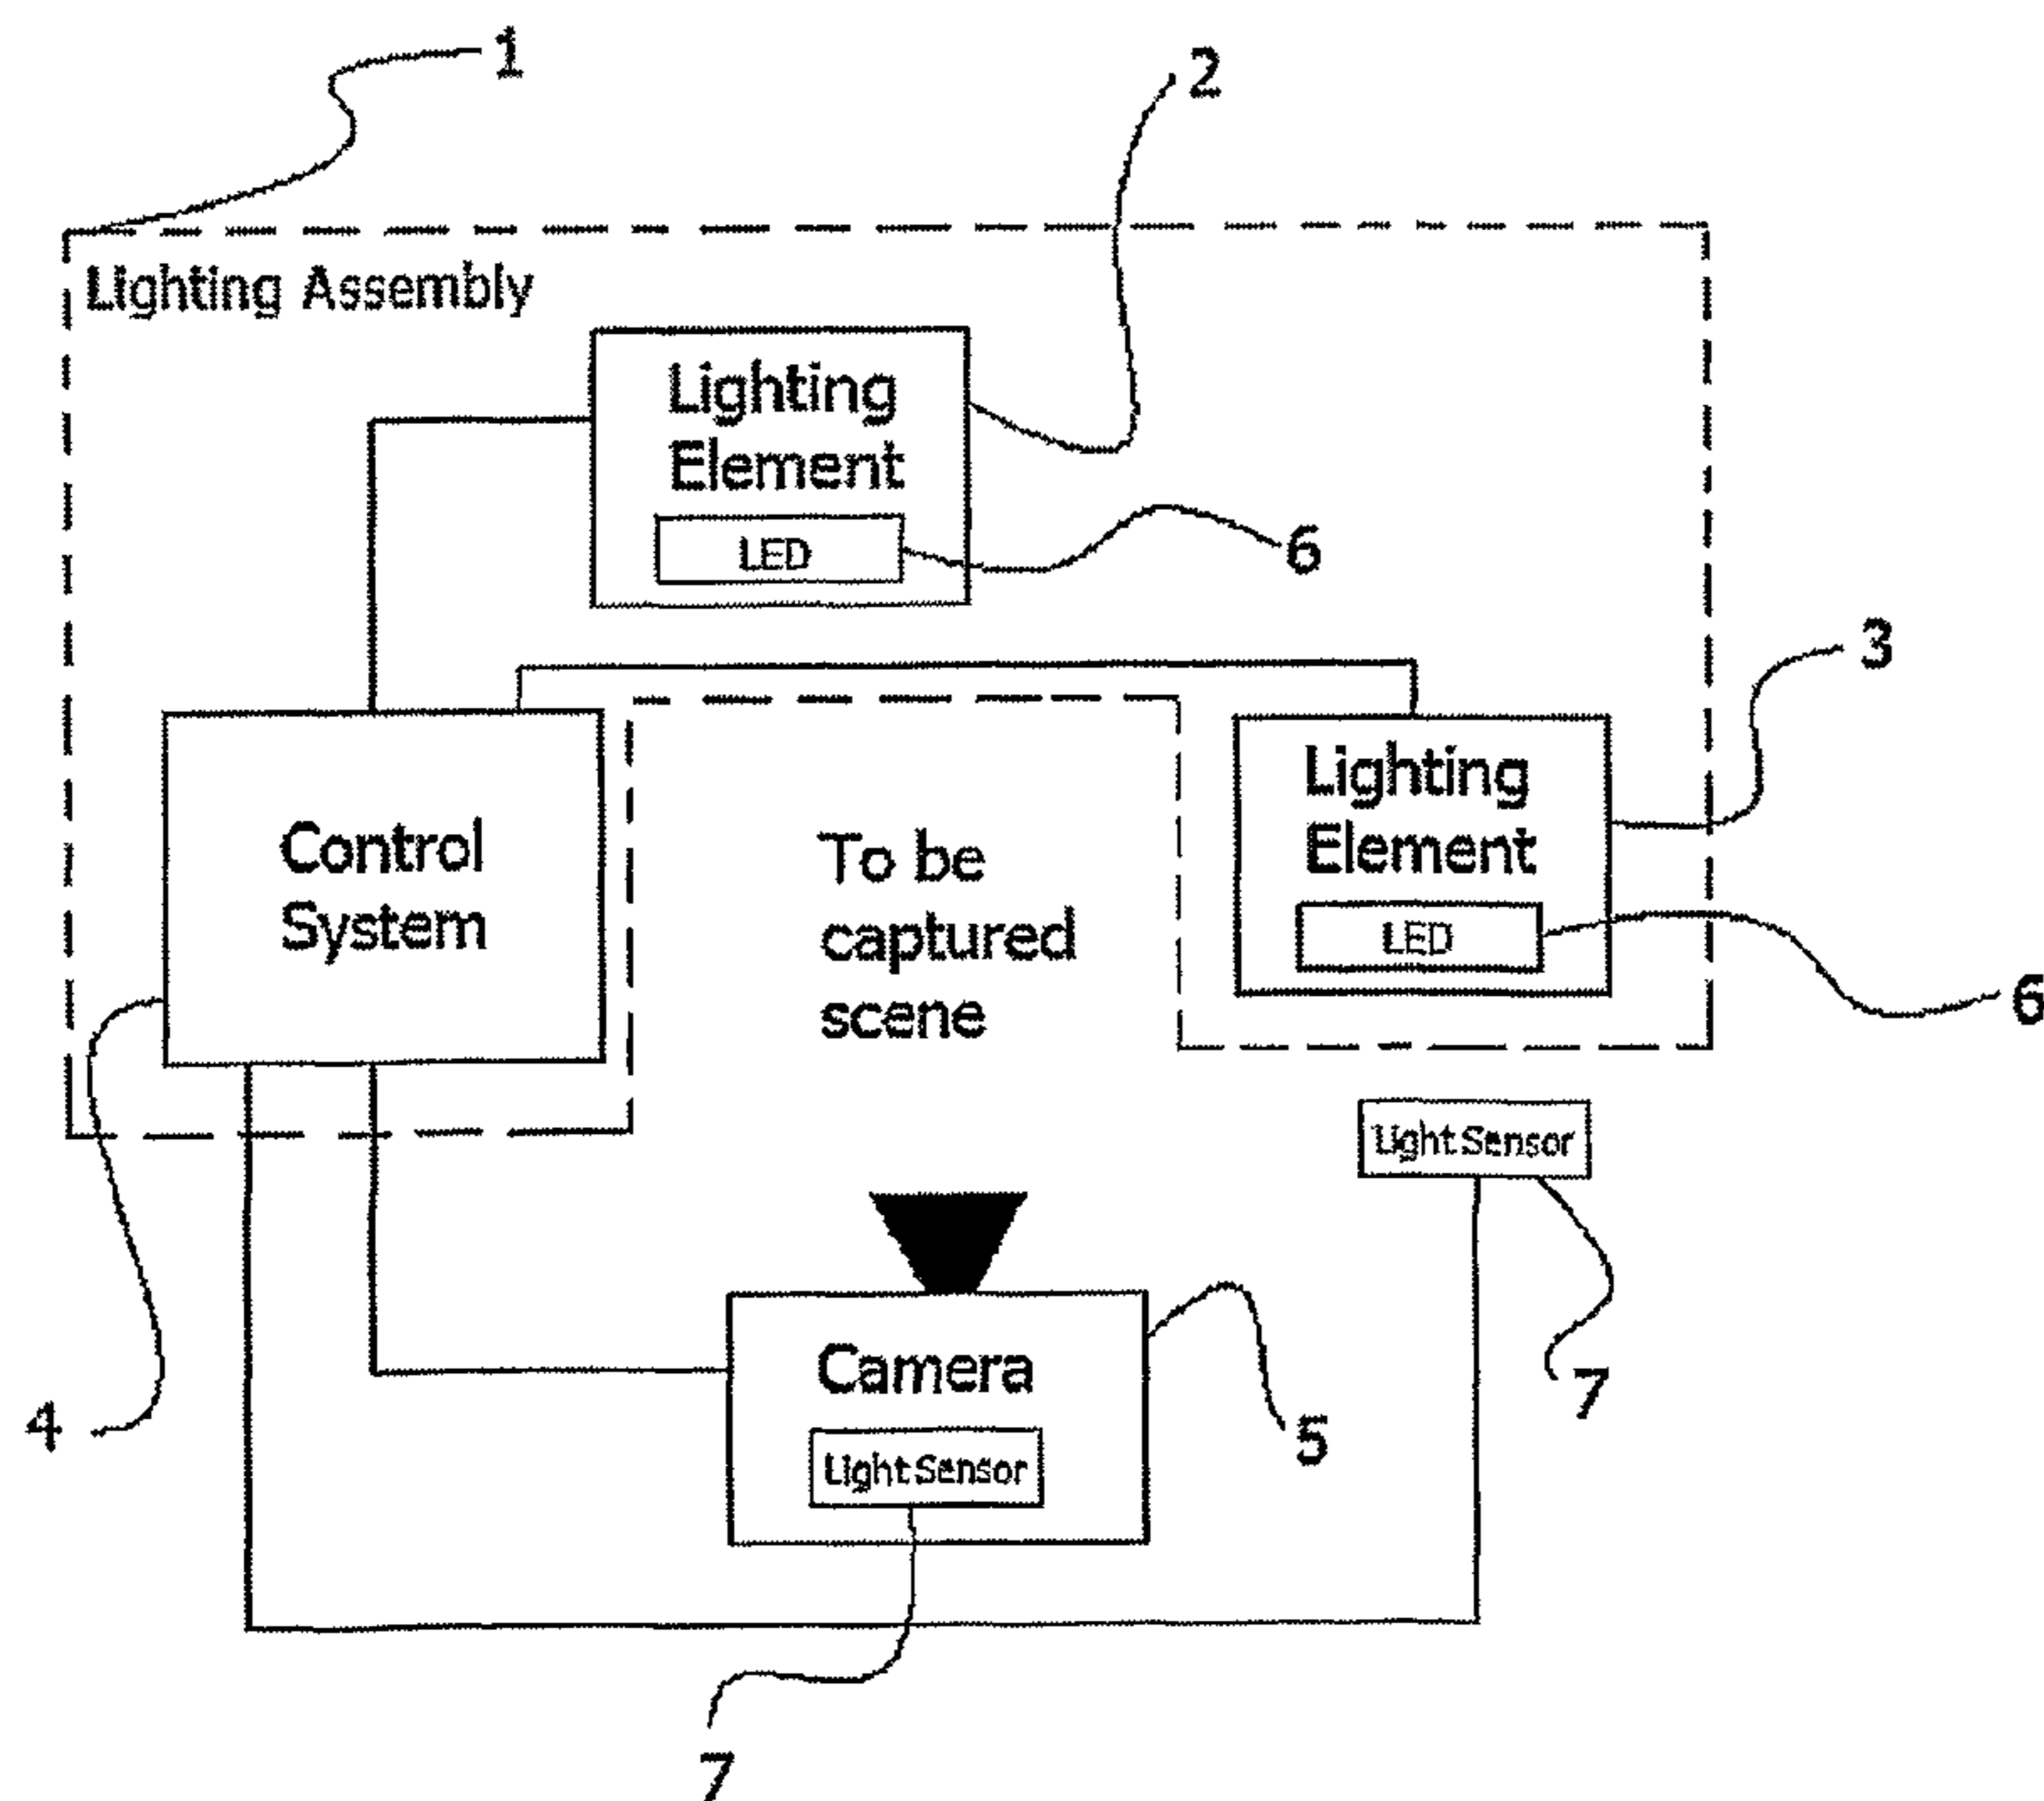 1
2
Lighting Assembly
Lighting
Element
LED
6
3
Control
System
To be
captured
scene
Lighting
Element
LED
6
Light Sensor
7
4
Camera
Light Sensor
5
7